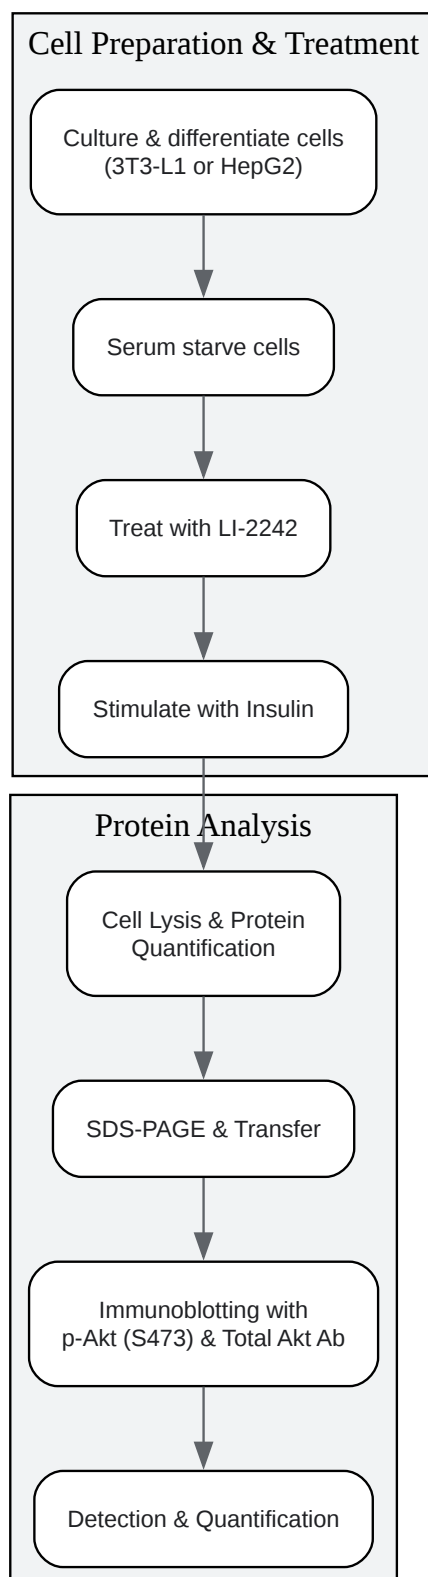 Cell Preparation & Treatment
Culture & differentiate cells
(3T3-L1 or HepG2)
Serum starve cells
Treat with LI-2242
Stimulate with Insulin
Protein Analysis
Cell Lysis & Protein
Quantification
SDS-PAGE & Transfer
Immunoblotting with
p-Akt (S473) & Total Akt Ab
Detection & Quantification